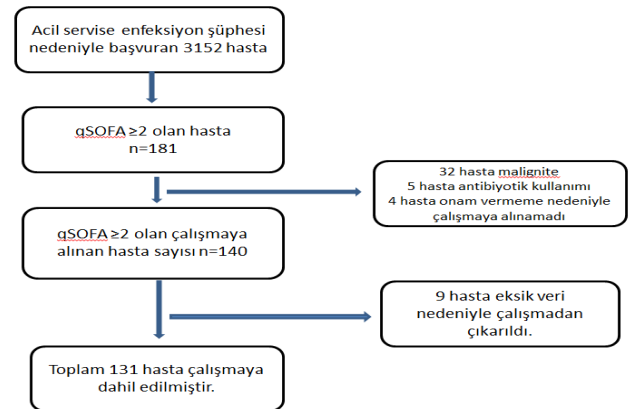 Acil servise enfeksiyon şüphesi
nedeniyle başvuran 3152 hasta
qSOFA ≥2 olan hasta
n=181
32 hasta malignite
5 hasta antibiyotik kullanımı
4 hasta onam vermeme nedeniyle
çalışmaya alınamadı
qSOFA ≥2 olan çalışmaya
alınan hasta sayısı n=140
9 hasta eksik veri
nedeniyle çalışmadan
çıkarıldı.
Toplam 131 hasta çalışmaya
dahil edilmiştir.